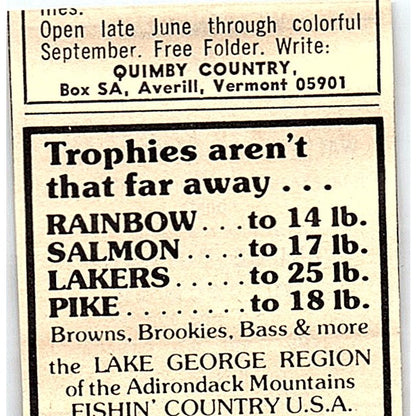 Open late June through colorful
September. Free Folder. Write:
QUIMBY COUNTRY,
Box SA, Averill, Vermont 05901
Trophies aren't
that far away . . .
RAINBOW . . . to 14 lb.
SALMON . . . . to 17 lb.
LAKERS . . . . . to 25 lb.
PIKE . . . . . . . . to 18 lb.
Browns, Brookies, Bass & more
the LAKE GEORGE REGION
of the Adirondack Mountains
FISHIN' COUNTRY U.S.A.